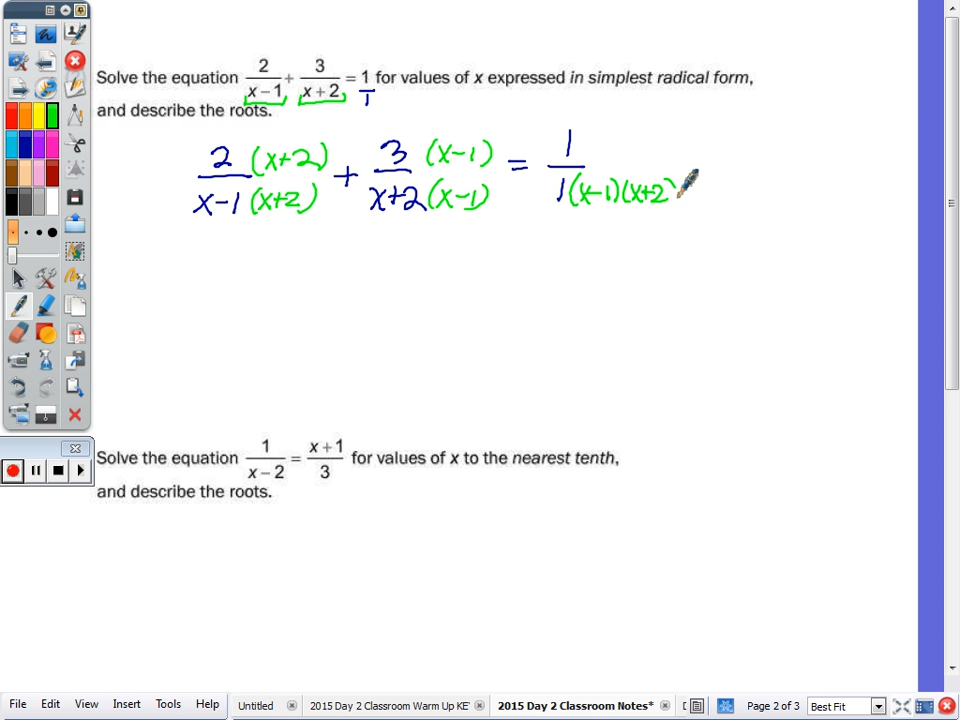 Solve the equation 2/(x − 1) + 3/(x + 2) = 1 for values of x expressed in simplest radical form,
1
and describe the roots.
2 (x+2) / x−1 (x+2) + 3 (x−1) / x+2 (x−1) = 1 / 1 (x−1)(x+2)
Solve the equation 1/(x − 2) = (x + 1)/3 for values of x to the nearest tenth,
and describe the roots.
File Edit View Insert Tools Help Untitled 2015 Day 2 Classroom Warm Up KE' 2015 Day 2 Classroom Notes* Page 2 of 3 Best Fit